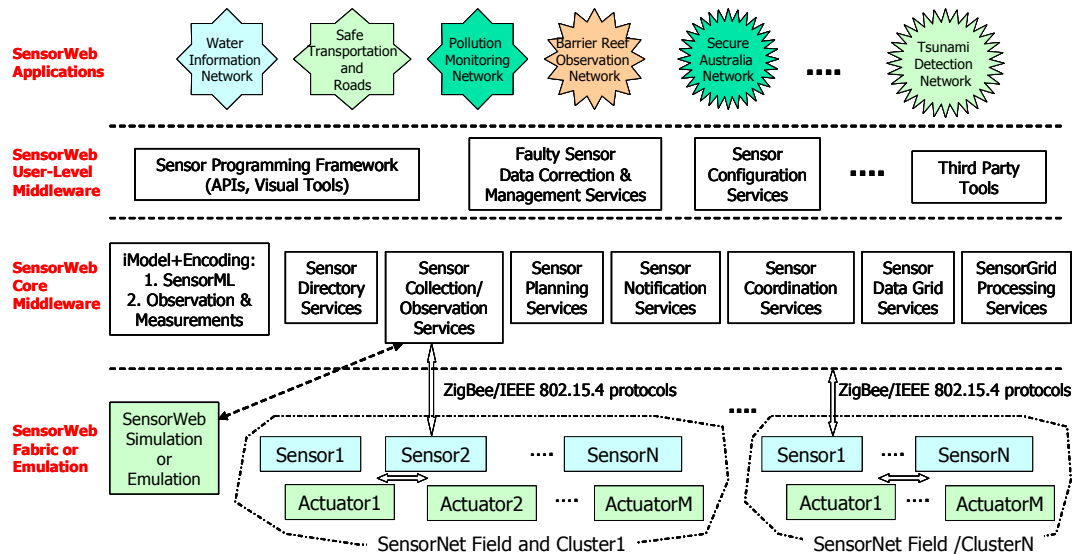 SensorWeb
Applications
Water
Information
Network
Safe
Transportation
and
Roads
Pollution
Monitoring
Network
Barrier Reef
Observation
Network
Secure
Australia
Network
....
Tsunami
Detection
Network
SensorWeb
User-Level
Middleware
Sensor Programming Framework
(APIs, Visual Tools)
Faulty Sensor
Data Correction &
Management Services
Sensor
Configuration
Services
....
Third Party
Tools
SensorWeb
Core
Middleware
iModel+Encoding:
1. SensorML
2. Observation &
Measurements
Sensor
Directory
Services
Sensor
Collection/
Observation
Services
Sensor
Planning
Services
Sensor
Notification
Services
Sensor
Coordination
Services
Sensor
Data Grid
Services
SensorGrid
Processing
Services
ZigBee/IEEE 802.15.4 protocols
ZigBee/IEEE 802.15.4 protocols
SensorWeb
Fabric or
Emulation
SensorWeb
Simulation
or
Emulation
....
Sensor1
Sensor2
....
SensorN
Actuator1
Actuator2
....
ActuatorM
SensorNet Field and Cluster1
Sensor1
....
SensorN
Actuator1
....
ActuatorM
SensorNet Field /ClusterN